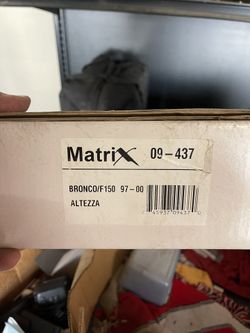 MatriX 09-437
BRONCO/F150 97-00
ALTEZZA